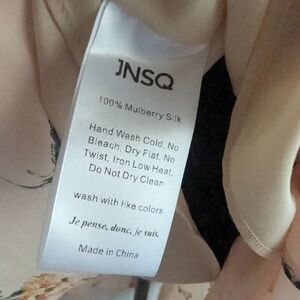 JNSQ
100% Mulberry Silk
Hand Wash Cold. No
Bleach, Dry Flat. No
Twist, Iron Low Heat,
Do Not Dry Clean
wash with like colors
Je pense, donc, je suis.
Made in China